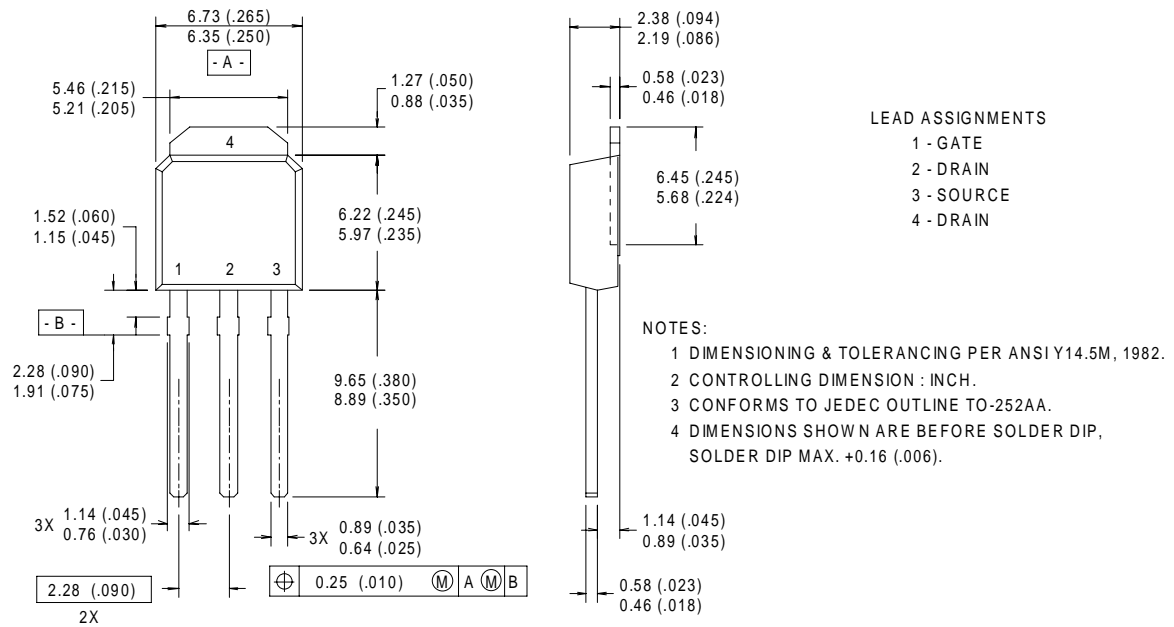 6.73 (.265)
6.35 (.250)
- A -
5.46 (.215)
5.21 (.205)
1.27 (.050)
0.88 (.035)
4
1.52 (.060)
1.15 (.045)
6.22 (.245)
5.97 (.235)
1 2 3
- B -
2.28 (.090)
1.91 (.075)
9.65 (.380)
8.89 (.350)
3X 1.14 (.045)
0.76 (.030)
3X 0.89 (.035)
0.64 (.025)
2.28 (.090)
2X
⌖ 0.25 (.010) Ⓜ A Ⓜ B
2.38 (.094)
2.19 (.086)
0.58 (.023)
0.46 (.018)
6.45 (.245)
5.68 (.224)
1.14 (.045)
0.89 (.035)
0.58 (.023)
0.46 (.018)
LEAD ASSIGNMENTS
1 - GATE
2 - DRAIN
3 - SOURCE
4 - DRAIN
NOTES:
1 DIMENSIONING & TOLERANCING PER ANSI Y14.5M, 1982.
2 CONTROLLING DIMENSION : INCH.
3 CONFORMS TO JEDEC OUTLINE TO-252AA.
4 DIMENSIONS SHOWN ARE BEFORE SOLDER DIP,
SOLDER DIP MAX. +0.16 (.006).